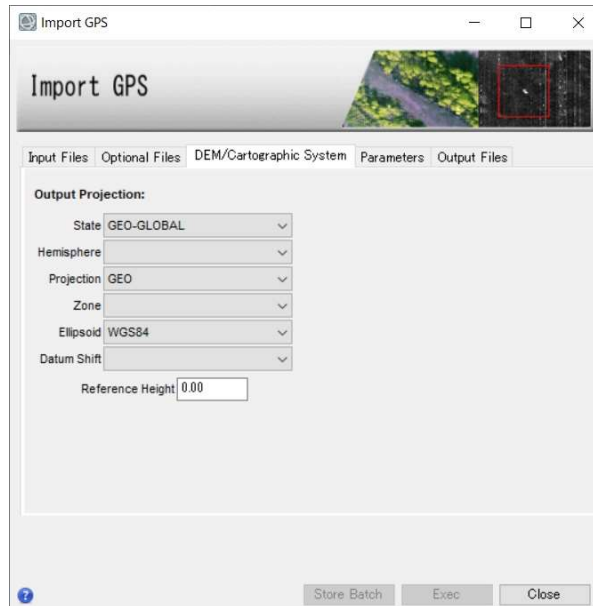 Import GPS
Import GPS
Input Files Optional Files DEM/Cartographic System Parameters Output Files
Output Projection:
State GEO-GLOBAL
Hemisphere
Projection GEO
Zone
Ellipsoid WGS84
Datum Shift
Reference Height 0.00
Store Batch Exec Close